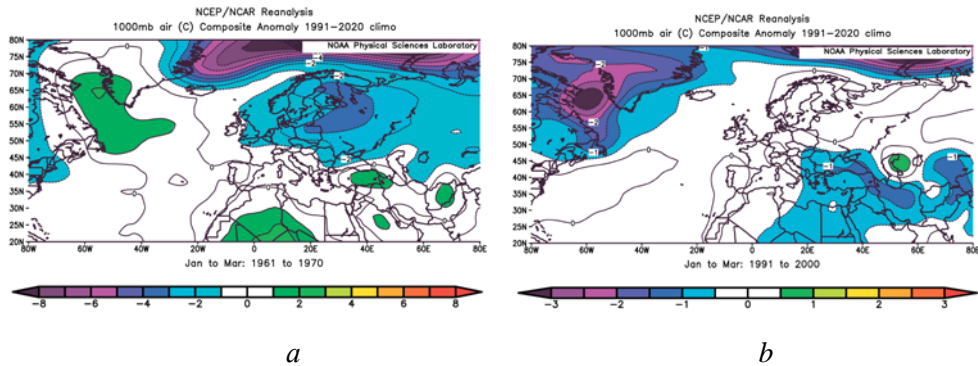 NCEP/NCAR Reanalysis
1000mb air (C) Composite Anomaly 1991-2020 climo
NOAA Physical Sciences Laboratory
80N
75N
70N
65N
60N
55N
50N
45N
40N
35N
30N
25N
20N
80W
60W
40W
20W
0
20E
40E
60E
80E
Jan to Mar: 1961 to 1970
-8 -6 -4 -2 0 2 4 6 8
a
NCEP/NCAR Reanalysis
1000mb air (C) Composite Anomaly 1991-2020 climo
NOAA Physical Sciences Laboratory
80N
75N
70N
65N
60N
55N
50N
45N
40N
35N
30N
25N
20N
80W
60W
40W
20W
0
20E
40E
60E
80E
Jan to Mar: 1991 to 2000
-3 -2 -1 0 1 2 3
b